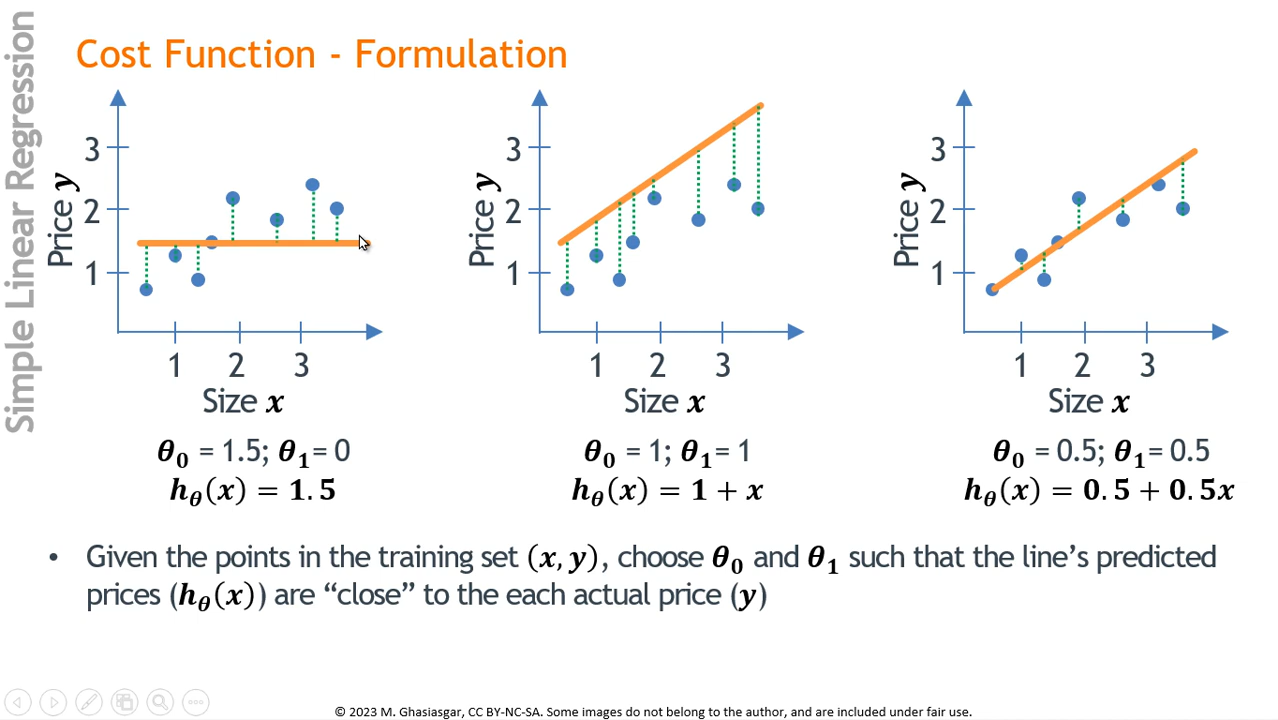 Simple Linear Regression
Cost Function - Formulation
Price y
3
2
1
1 2 3
Size x
θ₀ = 1.5; θ₁= 0
h_θ(x) = 1.5
Price y
3
2
1
1 2 3
Size x
θ₀ = 1; θ₁= 1
h_θ(x) = 1 + x
Price y
3
2
1
1 2 3
Size x
θ₀ = 0.5; θ₁= 0.5
h_θ(x) = 0.5 + 0.5x
• Given the points in the training set (x, y), choose θ₀ and θ₁ such that the line's predicted
prices (h_θ(x)) are “close” to the each actual price (y)
© 2023 M. Ghasiasgar, CC BY-NC-SA. Some images do not belong to the author, and are included under fair use.